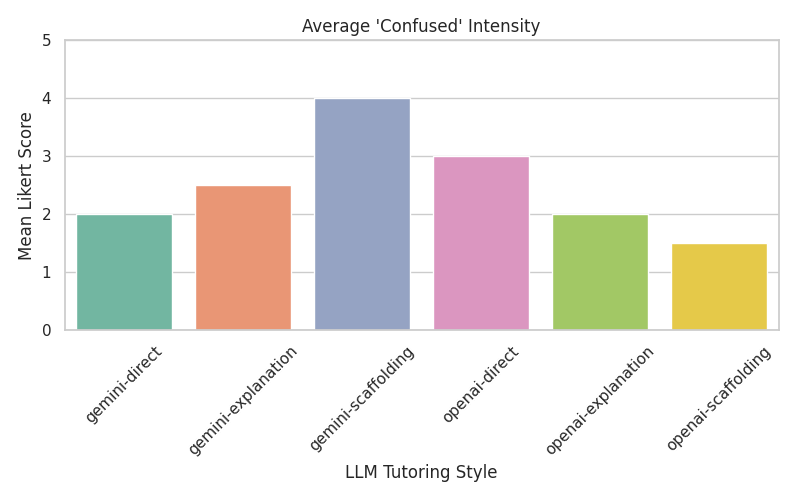 Average 'Confused' Intensity
Mean Likert Score
5
4
3
2
1
0
gemini-direct
gemini-explanation
gemini-scaffolding
openai-direct
openai-explanation
openai-scaffolding
LLM Tutoring Style